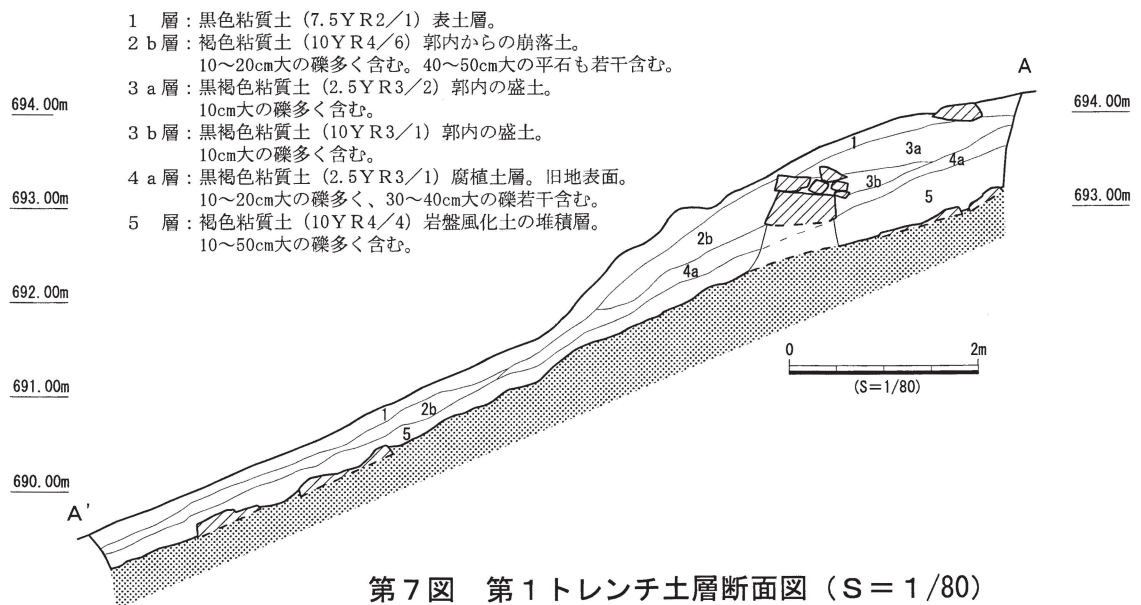 1　層：黒色粘質土（7.5YR2／1）表土層。
2 b層：褐色粘質土（10YR4／6）郭内からの崩落土。
10～20cm大の礫多く含む。40～50cm大の平石も若干含む。
3 a層：黒褐色粘質土（2.5YR3／2）郭内の盛土。
10cm大の礫多く含む。
3 b層：黒褐色粘質土（10YR3／1）郭内の盛土。
10cm大の礫多く含む。
4 a層：黒褐色粘質土（2.5YR3／1）腐植土層。旧地表面。
10～20cm大の礫多く、30～40cm大の礫若干含む。
5　層：褐色粘質土（10YR4／4）岩盤風化土の堆積層。
10～50cm大の礫多く含む。
A
694.00m
694.00m
1
3a
4a
3b
693.00m
693.00m
5
2b
4a
692.00m
0　2m
(S=1/80)
691.00m
1
2b
5
690.00m
A'
第7図　第1トレンチ土層断面図（S＝1/80）